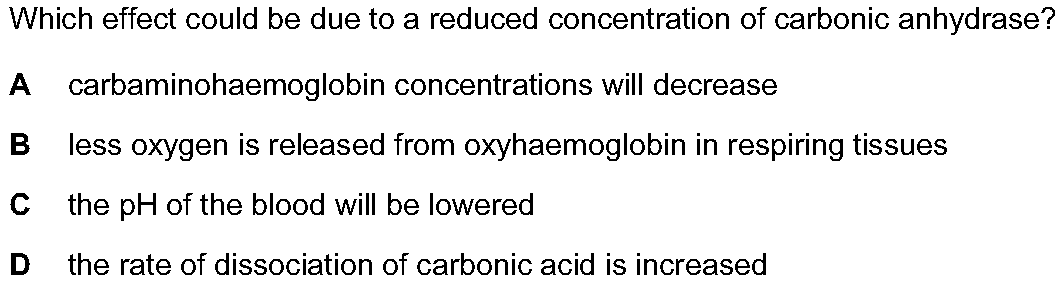 Which effect could be due to a reduced concentration of carbonic anhydrase?
A carbaminohaemoglobin concentrations will decrease
B less oxygen is released from oxyhaemoglobin in respiring tissues
C the pH of the blood will be lowered
D the rate of dissociation of carbonic acid is increased